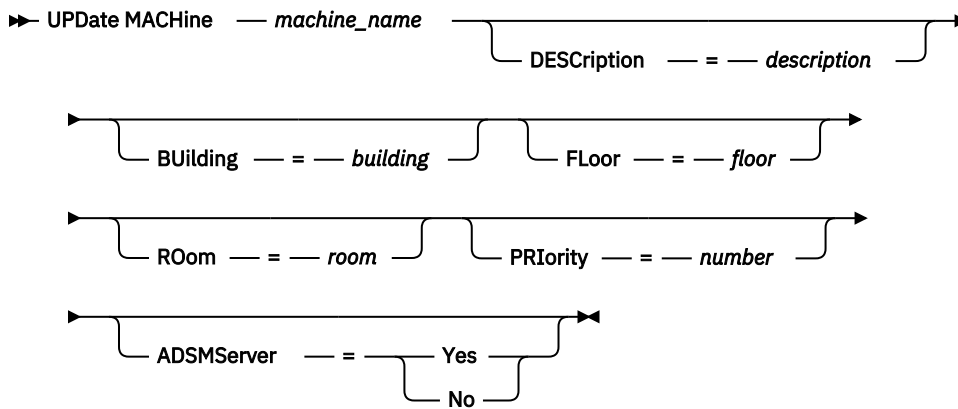 UPDate MACHine machine_name
DESCription = description
BUilding = building FLoor = floor
ROom = room PRIority = number
ADSMServer = Yes
No